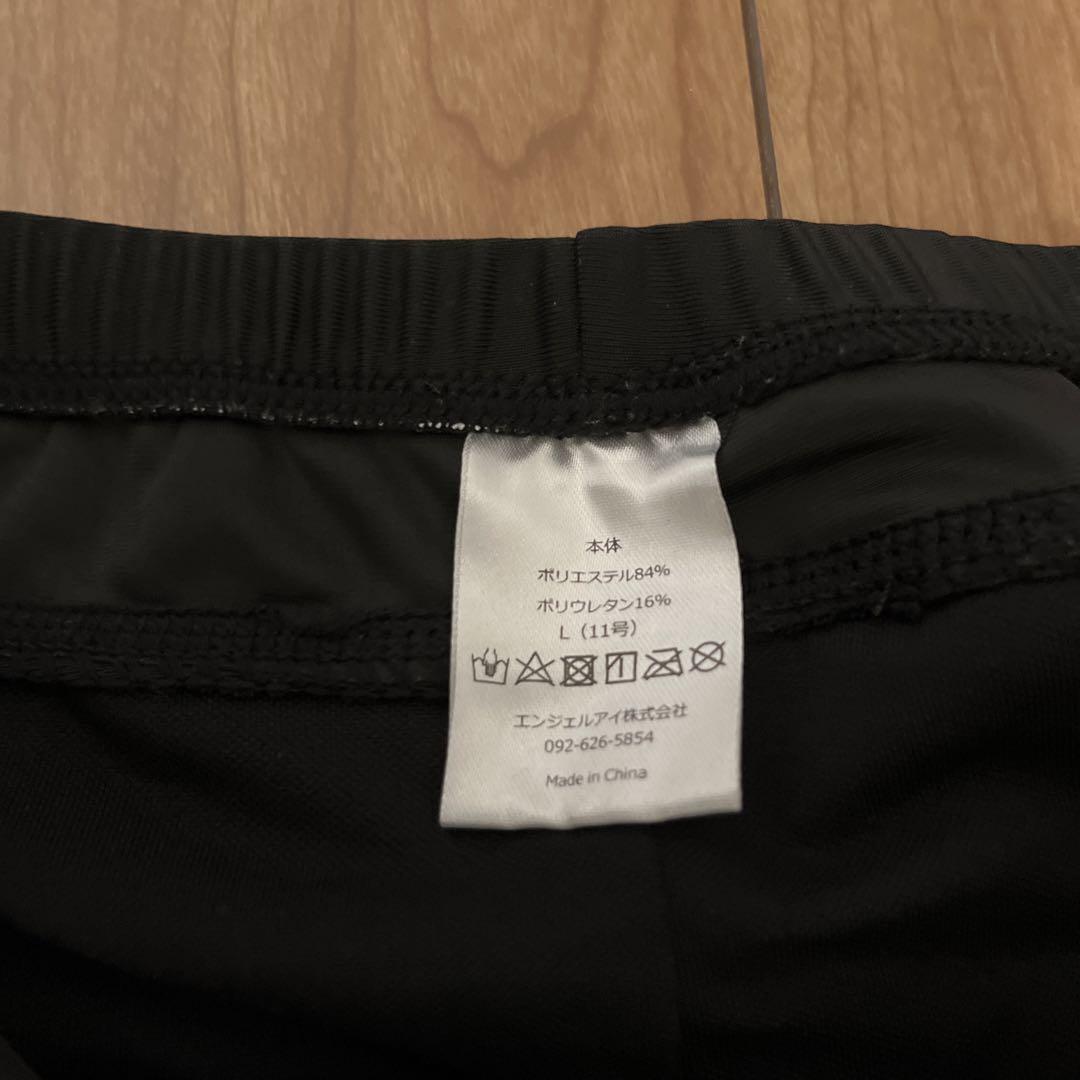 本体
ポリエステル84%
ポリウレタン16%
L（11号）
エンジェルアイ株式会社
092-626-5854
Made in China